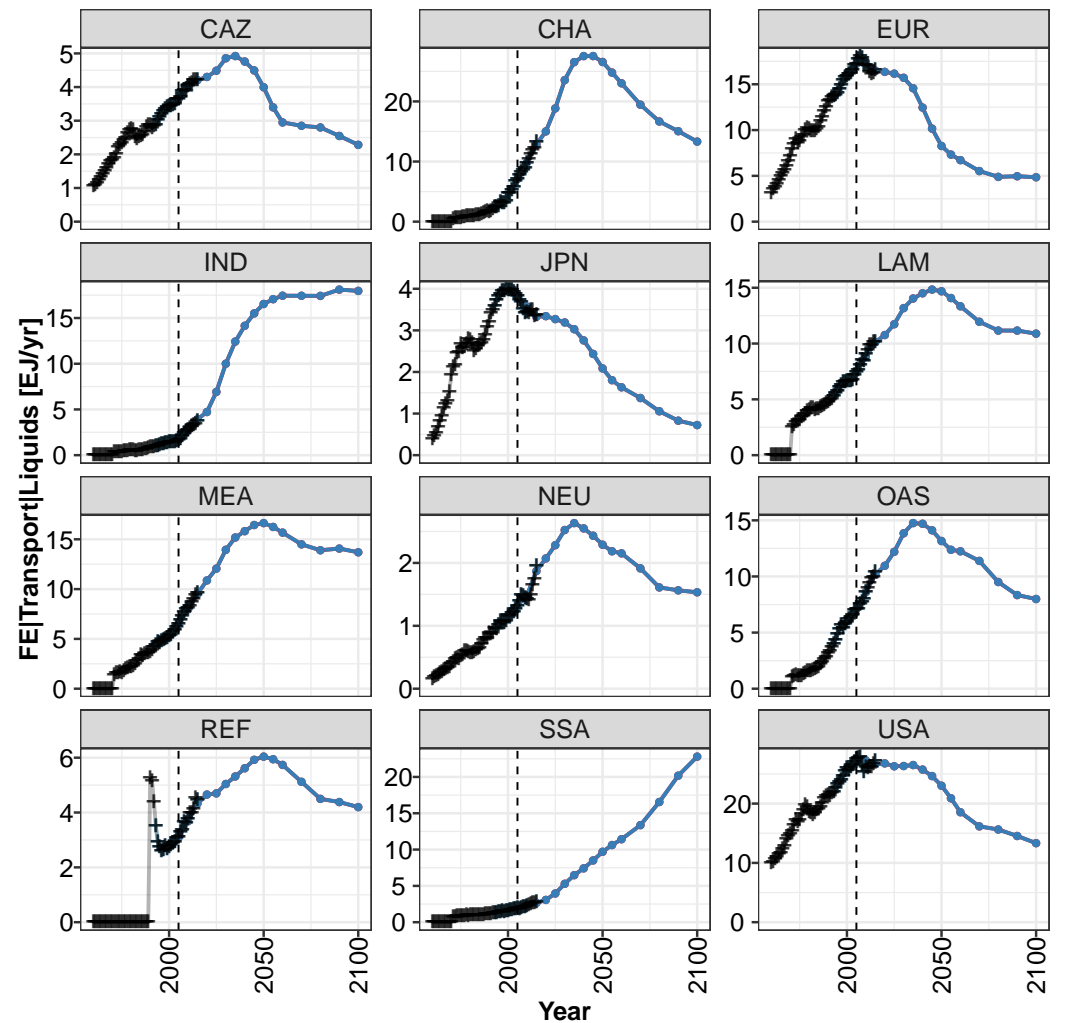 CAZ CHA EUR
5 4 3 2 1 0
20 10 0
15 10 5 0
IND JPN LAM
15 10 5 0
4 3 2 1 0
15 10 5 0
MEA NEU OAS
15 10 5 0
2 1 0
15 10 5 0
REF SSA USA
6 4 2 0
20 15 10 5 0
20 10 0
2000 2050 2100 2000 2050 2100 2000 2050 2100
Year
FE|Transport|Liquids [EJ/yr]